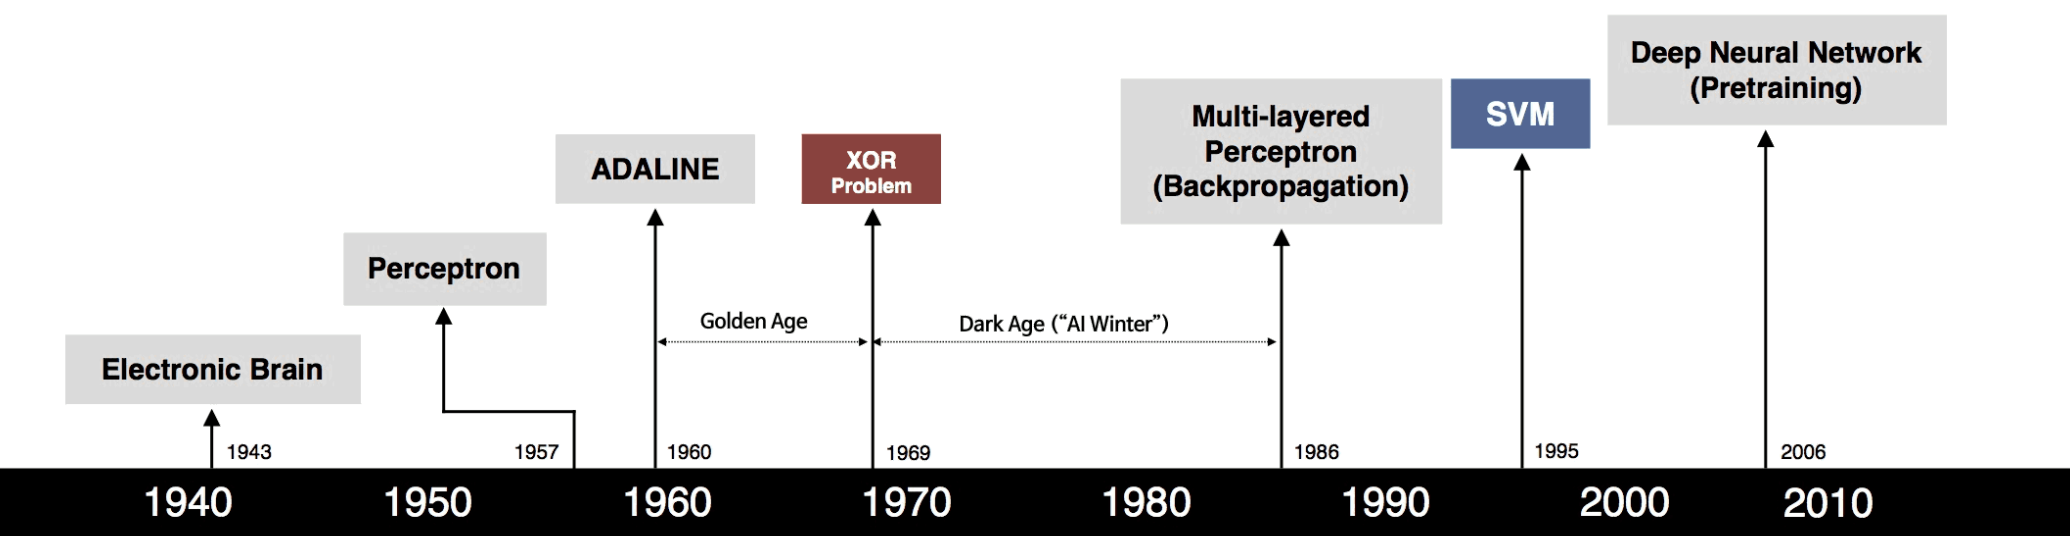 Deep Neural Network
(Pretraining)
Multi-layered
Perceptron
(Backpropagation)
SVM
ADALINE
XOR
Problem
Perceptron
Golden Age
Dark Age (“AI Winter”)
Electronic Brain
1943
1957
1960
1969
1986
1995
2006
1940
1950
1960
1970
1980
1990
2000
2010